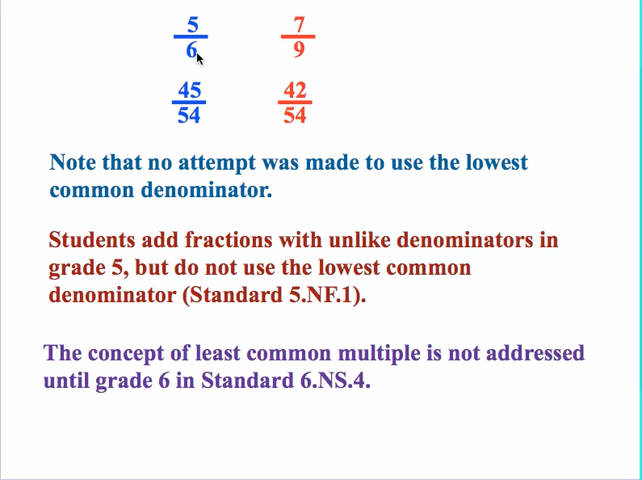 5 7
6 9
45 42
54 54
Note that no attempt was made to use the lowest
common denominator.
Students add fractions with unlike denominators in
grade 5, but do not use the lowest common
denominator (Standard 5.NF.1).
The concept of least common multiple is not addressed
until grade 6 in Standard 6.NS.4.